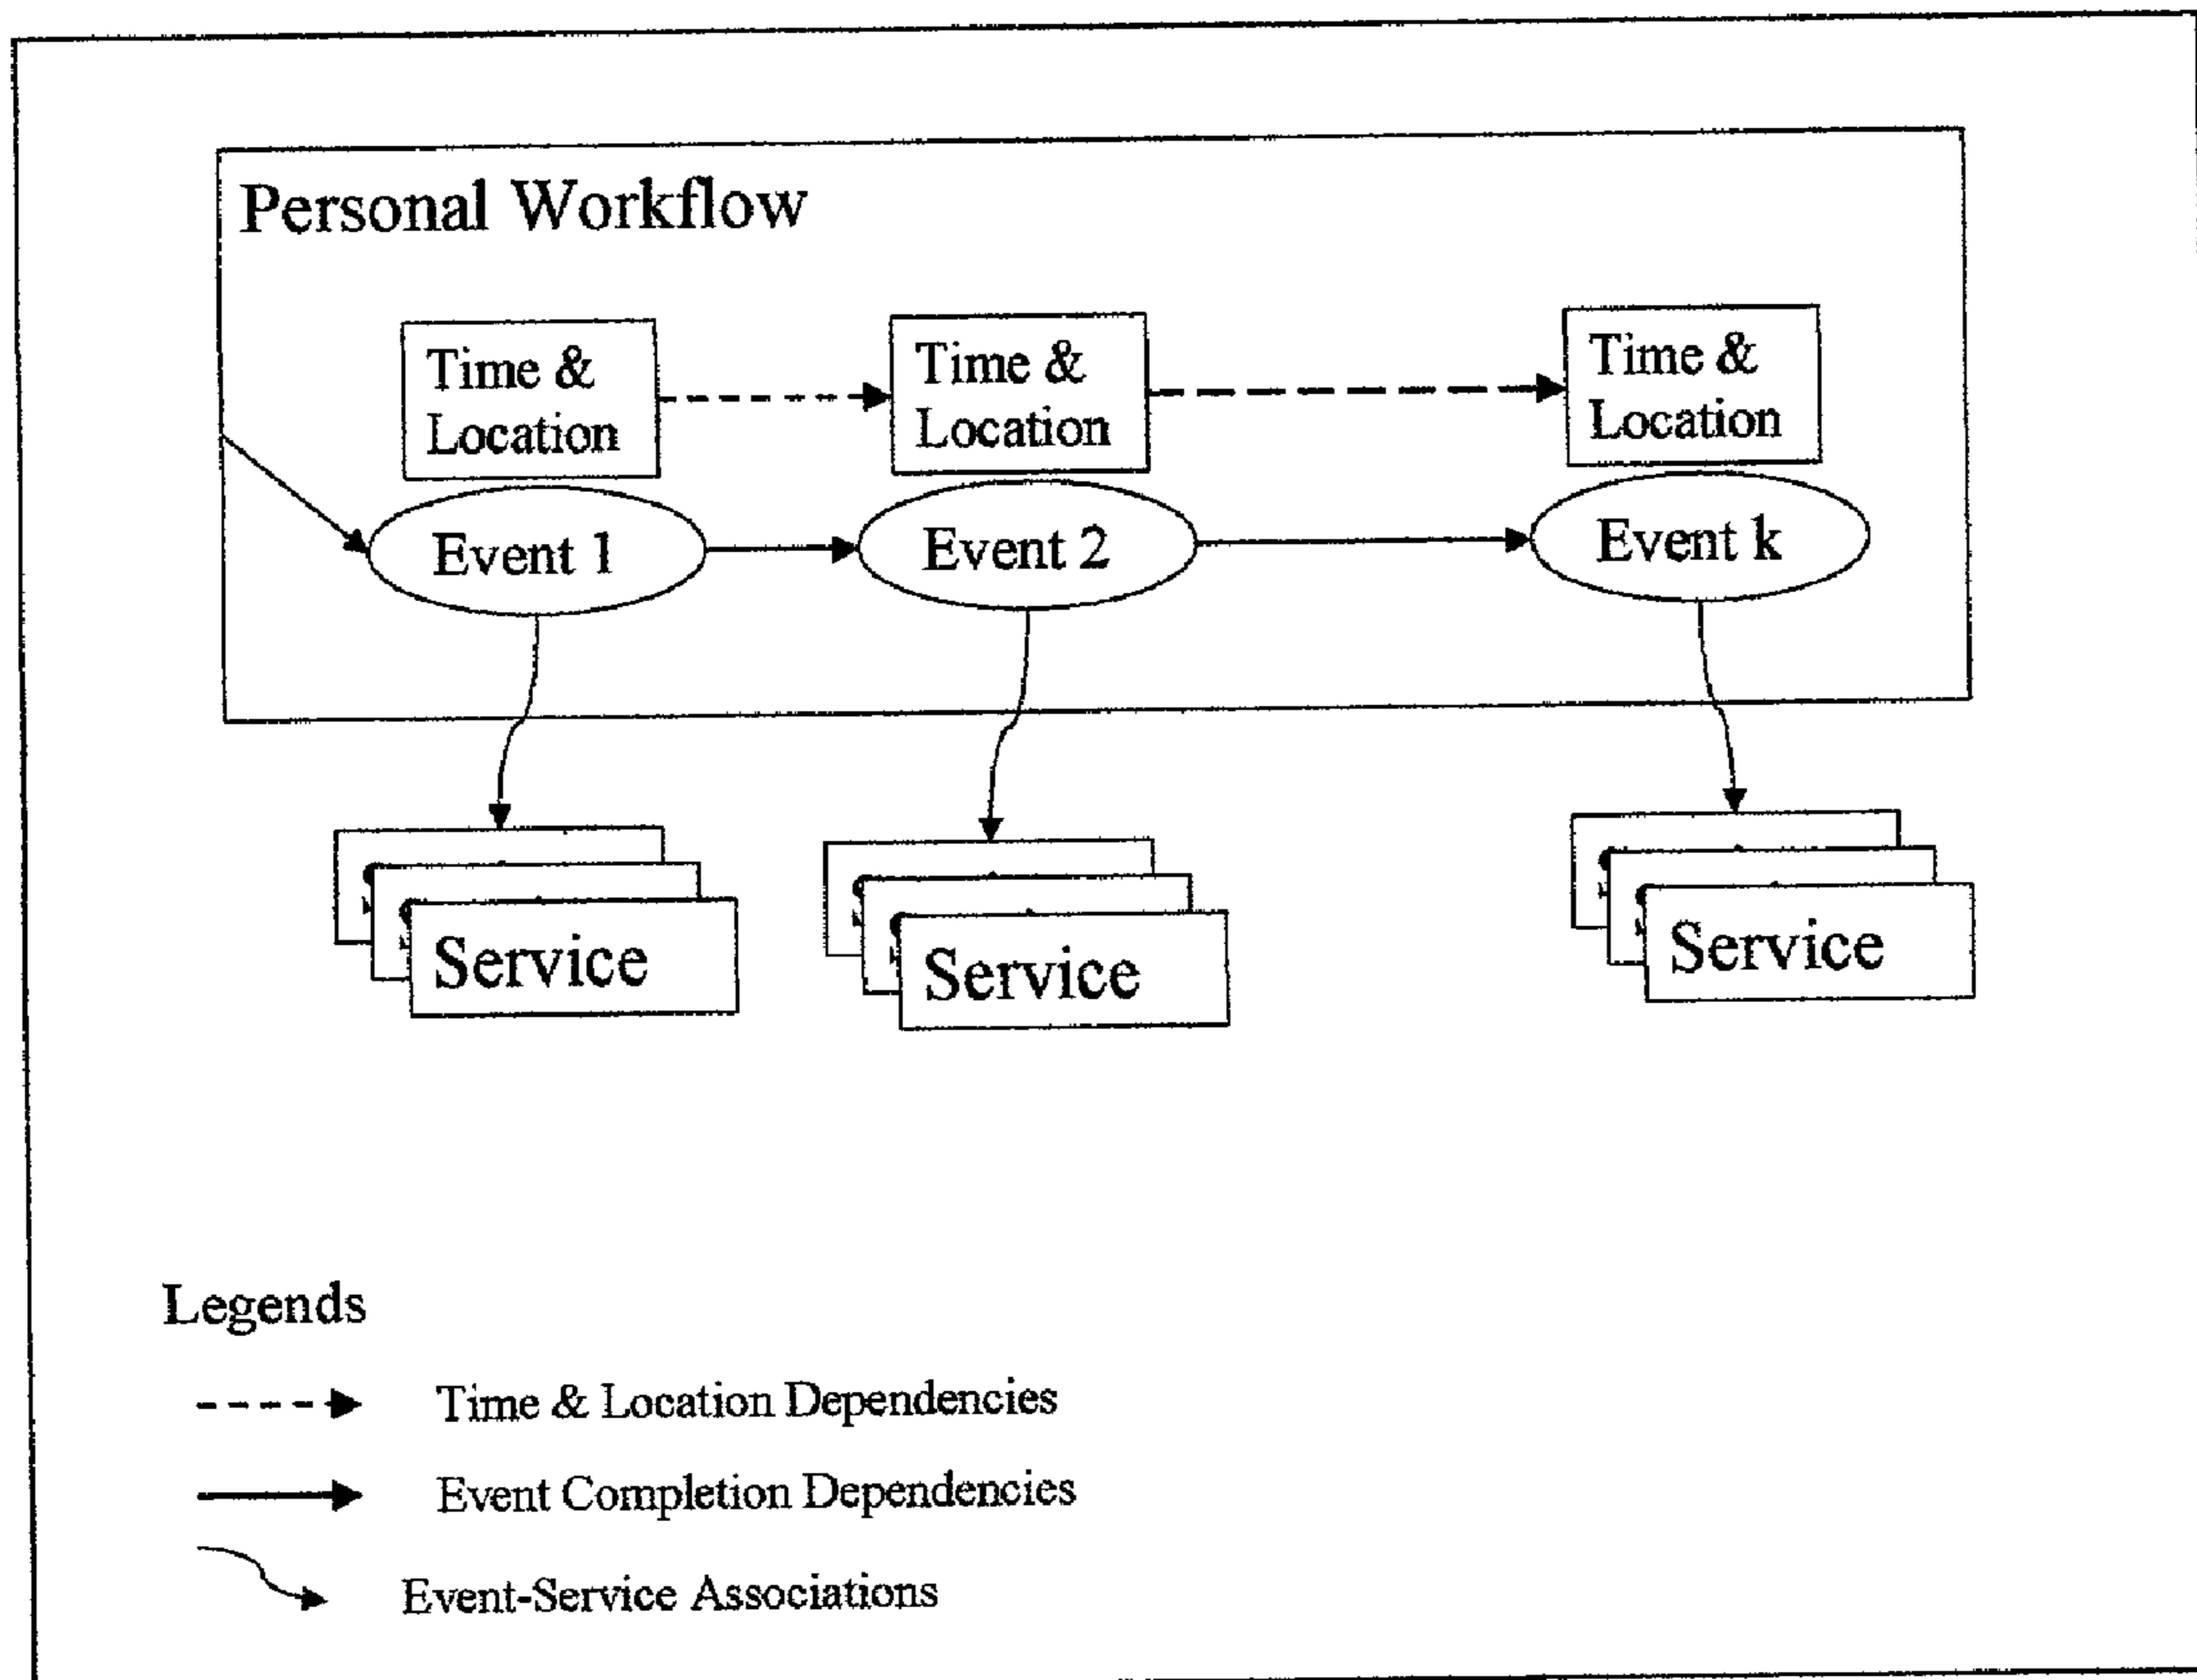 Personal Workflow
Time &
Location
Time &
Location
Time &
Location
Event 1
Event 2
Event k
Service
Service
Service
Legends
Time & Location Dependencies
Event Completion Dependencies
Event-Service Associations